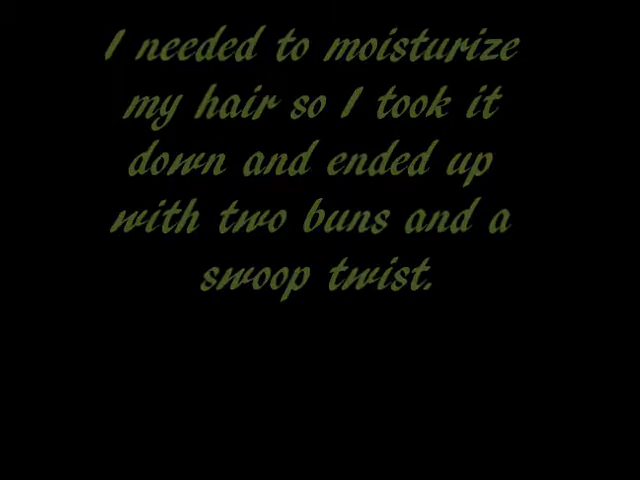 I needed to moisturize
my hair so I took it
down and ended up
with two buns and a
swoop twist.